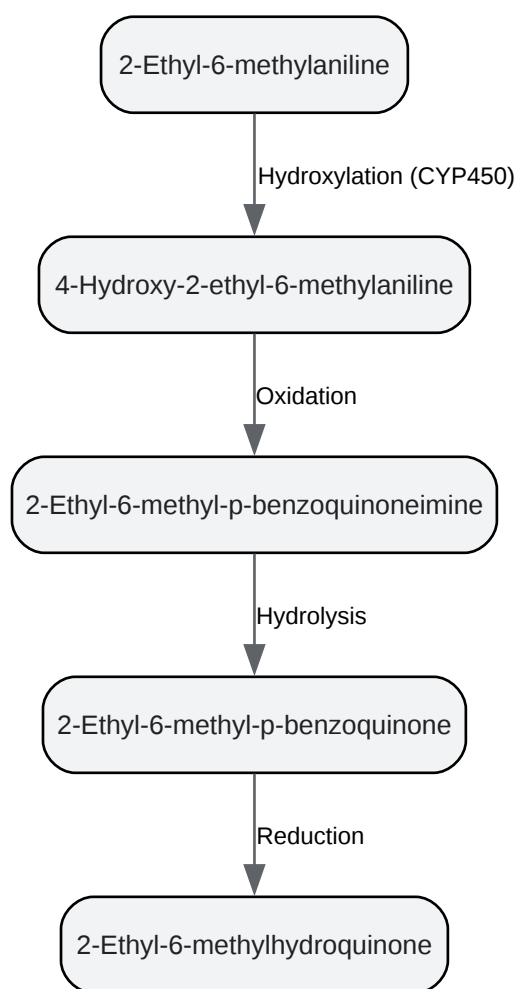 2-Ethyl-6-methylaniline
Hydroxylation (CYP450)
4-Hydroxy-2-ethyl-6-methylaniline
Oxidation
2-Ethyl-6-methyl-p-benzoquinoneimine
Hydrolysis
2-Ethyl-6-methyl-p-benzoquinone
Reduction
2-Ethyl-6-methylhydroquinone